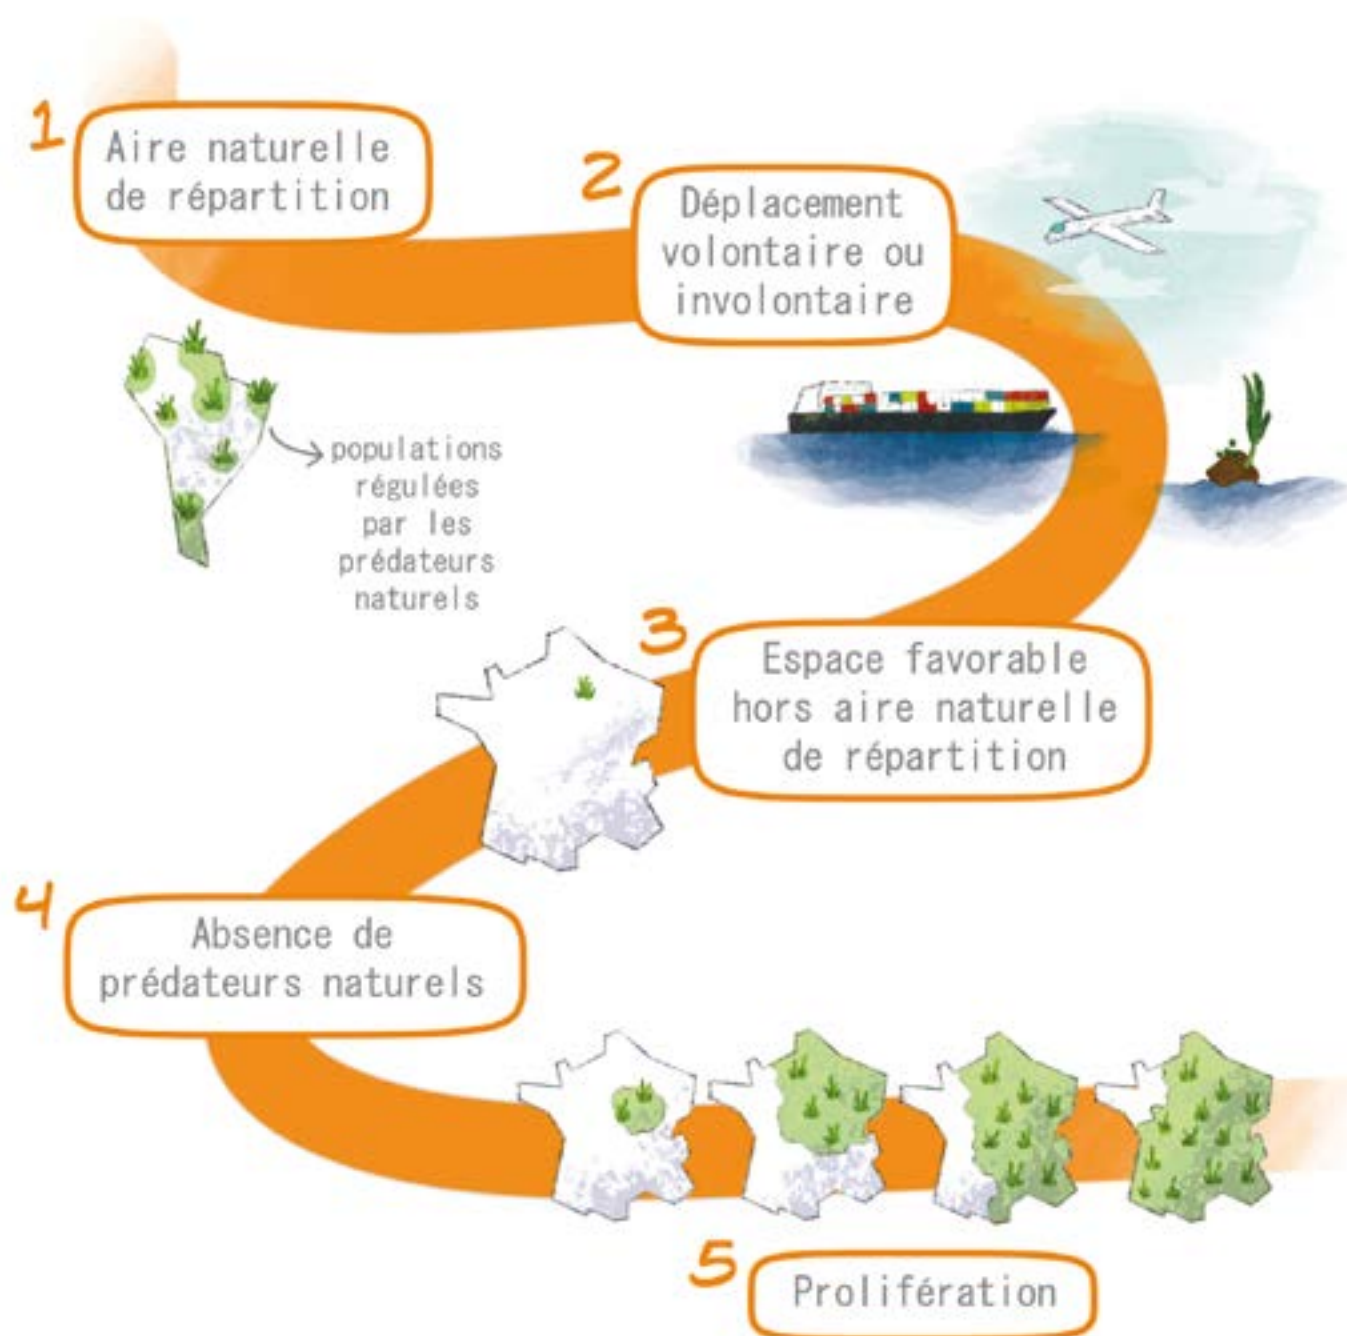 1
Aire naturelle
de répartition
2
Déplacement
volontaire ou
involontaire
populations
régulées
par les
prédateurs
naturels
3
Espace favorable
hors aire naturelle
de répartition
4
Absence de
prédateurs naturels
5
Prolifération